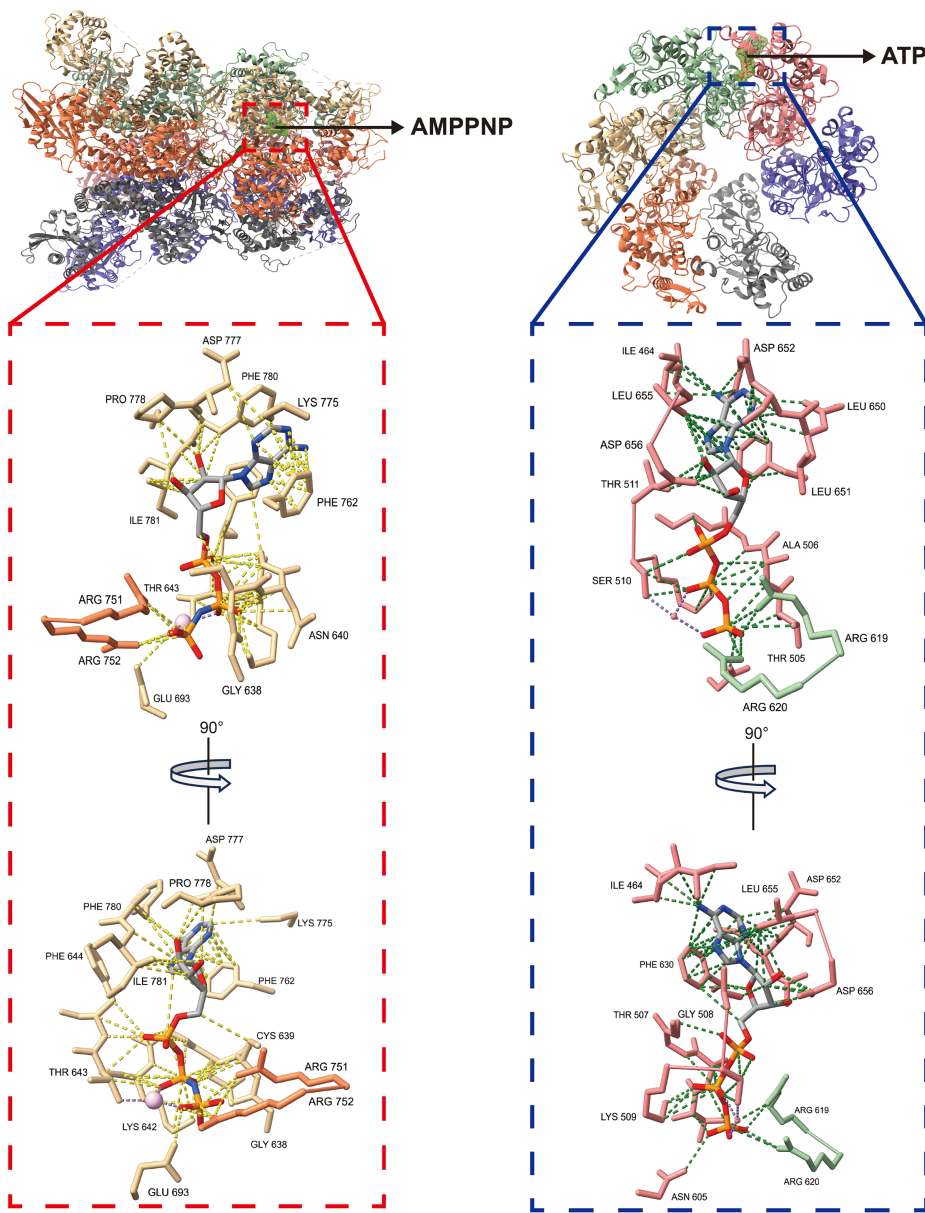 AMPPNP
ATP
ASP 777
PHE 780
PRO 778
LYS 775
PHE 762
ILE 781
THR 643
ARG 751
ASN 640
ARG 752
GLU 693
GLY 638
90°
ASP 777
PRO 778
PHE 780
LYS 775
PHE 644
ILE 781
PHE 762
CYS 639
ARG 751
THR 643
ARG 752
LYS 642
GLY 638
GLU 693
ILE 464
ASP 652
LEU 655
LEU 650
ASP 656
THR 511
LEU 651
ALA 506
SER 510
ARG 619
THR 505
ARG 620
90°
ILE 464
LEU 655
ASP 652
PHE 630
ASP 656
THR 507
GLY 508
LYS 509
ARG 619
ARG 620
ASN 605